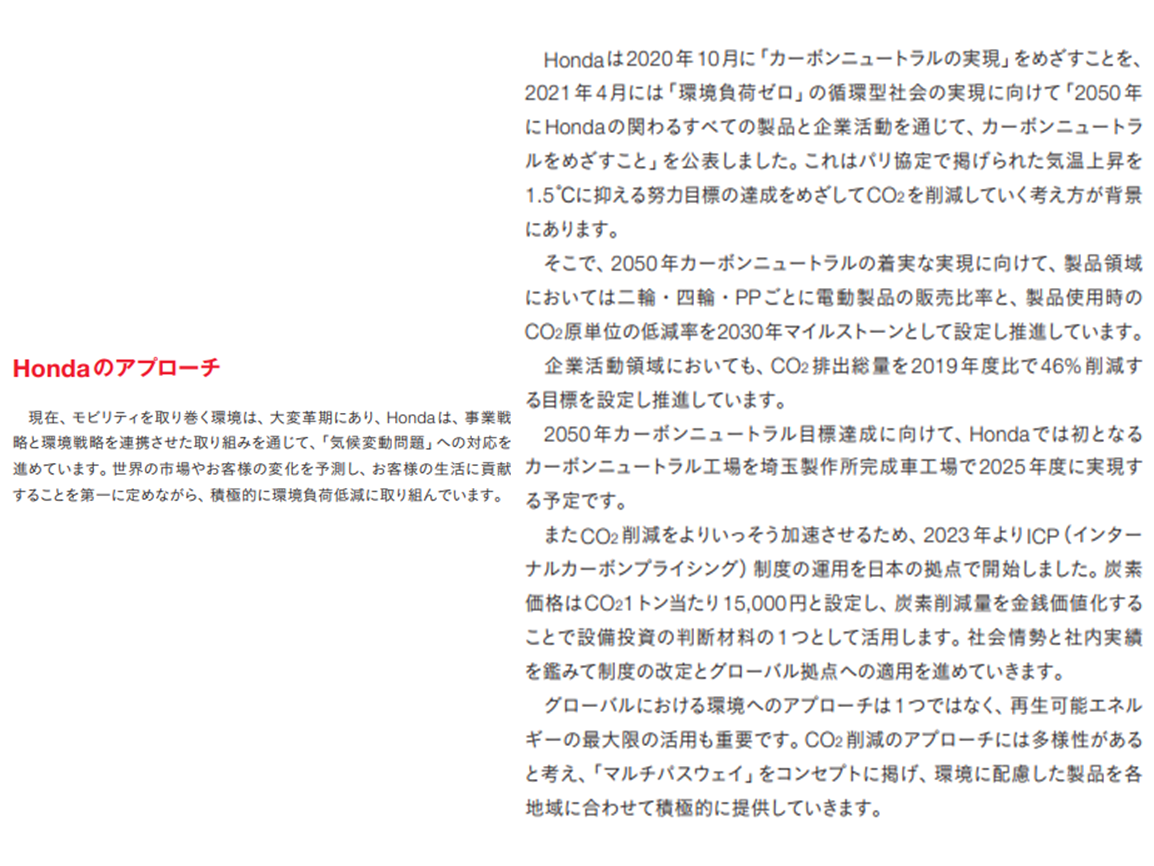 Hondaのアプローチ
現在、モビリティを取り巻く環境は、大変革期にあり、Hondaは、事業戦
略と環境戦略を連携させた取り組みを通じて、「気候変動問題」への対応を
進めています。世界の市場やお客様の変化を予測し、お客様の生活に貢献
することを第一に定めながら、積極的に環境負荷低減に取り組んでいます。
Hondaは2020年10月に「カーボンニュートラルの実現」をめざすことを、
2021年4月には「環境負荷ゼロ」の循環型社会の実現に向けて「2050年
にHondaの関わるすべての製品と企業活動を通じて、カーボンニュートラ
ルをめざすこと」を公表しました。これはパリ協定で掲げられた気温上昇を
1.5℃に抑える努力目標の達成をめざしてCO2を削減していく考え方が背景
にあります。
そこで、2050年カーボンニュートラルの着実な実現に向けて、製品領域
においては二輪・四輪・PPごとに電動製品の販売比率と、製品使用時の
CO2原単位の低減率を2030年マイルストーンとして設定し推進しています。
企業活動領域においても、CO2排出総量を2019年度比で46%削減す
る目標を設定し推進しています。
2050年カーボンニュートラル目標達成に向けて、Hondaでは初となる
カーボンニュートラル工場を埼玉製作所完成車工場で2025年度に実現す
る予定です。
またCO2削減をよりいっそう加速させるため、2023年よりICP（インター
ナルカーボンプライシング）制度の運用を日本の拠点で開始しました。炭素
価格はCO21トン当たり15,000円と設定し、炭素削減量を金銭価値化する
ことで設備投資の判断材料の1つとして活用します。社会情勢と社内実績
を鑑みて制度の改定とグローバル拠点への適用を進めていきます。
グローバルにおける環境へのアプローチは1つではなく、再生可能エネル
ギーの最大限の活用も重要です。CO2削減のアプローチには多様性がある
と考え、「マルチパスウェイ」をコンセプトに掲げ、環境に配慮した製品を各
地域に合わせて積極的に提供していきます。